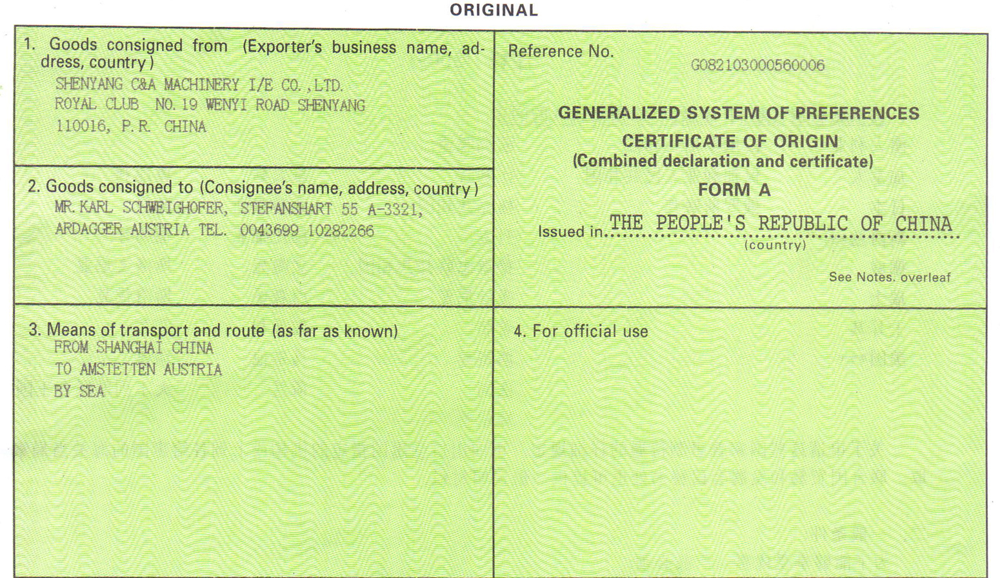 ORIGINAL
1. Goods consigned from (Exporter's business name, ad-
dress, country)
SHENYANG C&A MACHINERY I/E CO.,LTD.
ROYAL CLUB NO.19 WENYI ROAD SHENYANG
110016, P.R. CHINA
Reference No.
G082103000560006
GENERALIZED SYSTEM OF PREFERENCES
CERTIFICATE OF ORIGIN
(Combined declaration and certificate)
FORM A
Issued in THE PEOPLE'S REPUBLIC OF CHINA
(country)
See Notes. overleaf
2. Goods consigned to (Consignee's name, address, country)
MR.KARL SCHWEIGHOFER, STEFANSHART 55 A-3321,
ARDAGGER AUSTRIA TEL. 0043699 10282266
3. Means of transport and route (as far as known)
FROM SHANGHAI CHINA
TO AMSTETTEN AUSTRIA
BY SEA
4. For official use